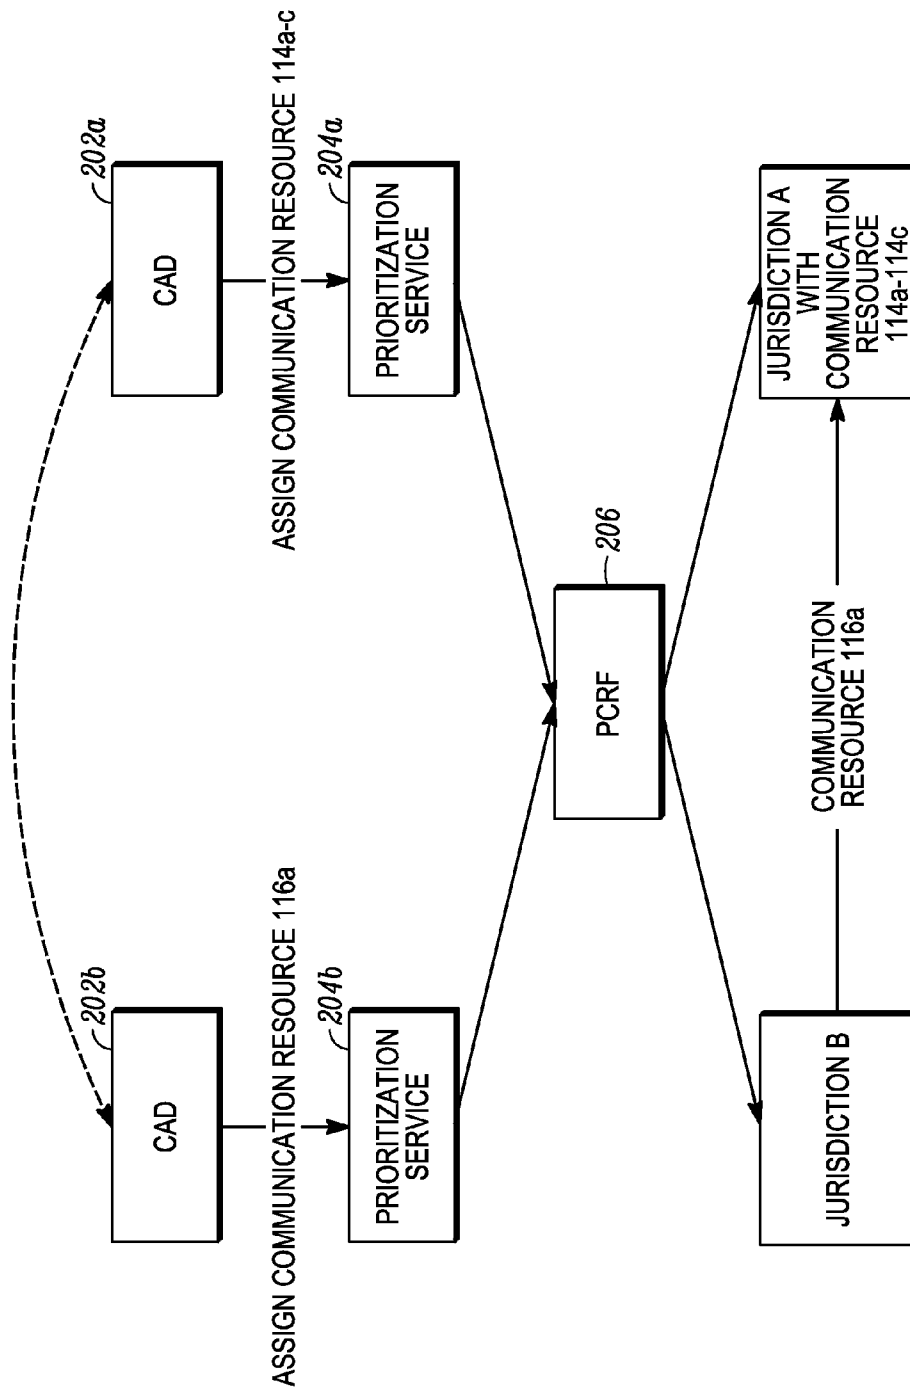 202b
202a
CAD
CAD
ASSIGN COMMUNICATION RESOURCE 116a
ASSIGN COMMUNICATION RESOURCE 114a-c
204b
204a
PRIORITIZATION
SERVICE
PRIORITIZATION
SERVICE
206
PCRF
JURISDICTION B
COMMUNICATION
RESOURCE 116a
JURISDICTION A
WITH
COMMUNICATION
RESOURCE
114a-114c